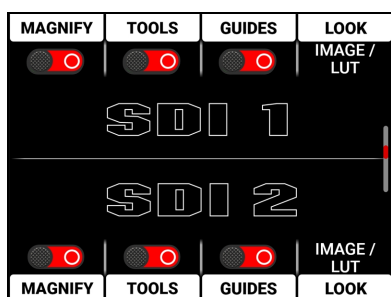 MAGNIFY TOOLS GUIDES LOOK
IMAGE /
LUT
SDI 1
SDI 2
IMAGE /
LUT
MAGNIFY TOOLS GUIDES LOOK